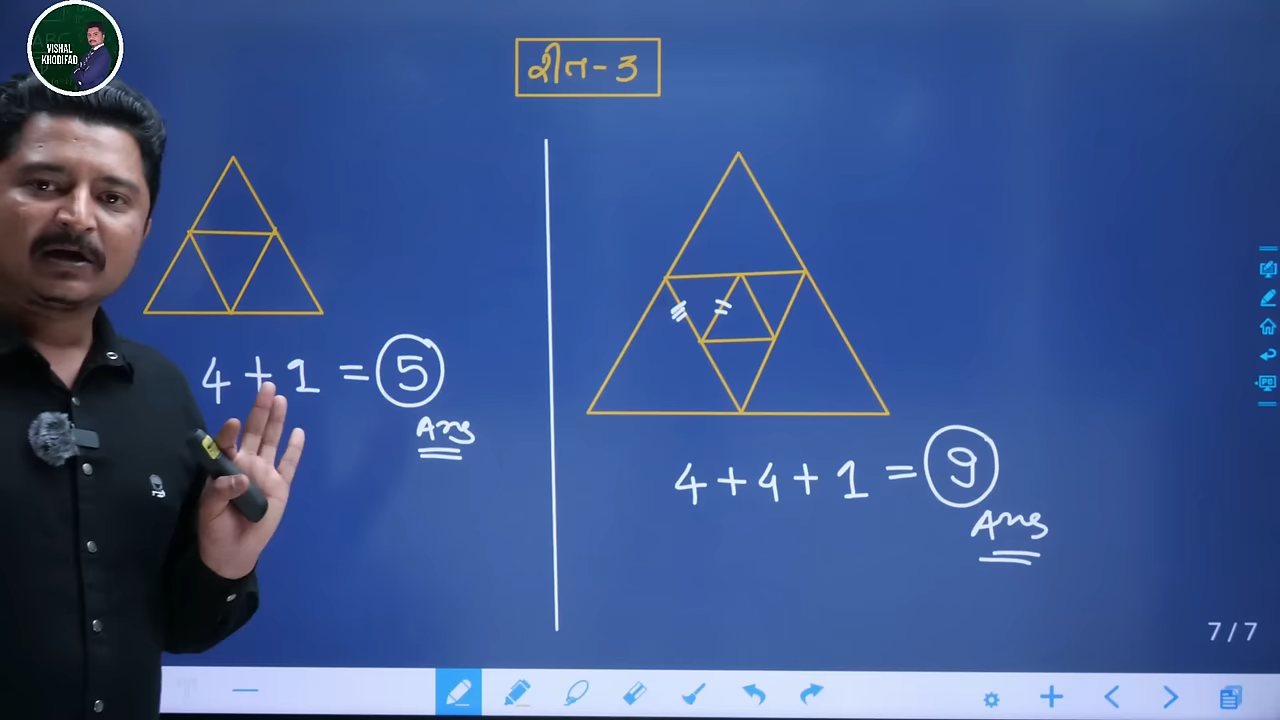 VISHAL
KHODIFAD
રીત-3
4+1=5
Ans
4+4+1=9
Ans
7/7